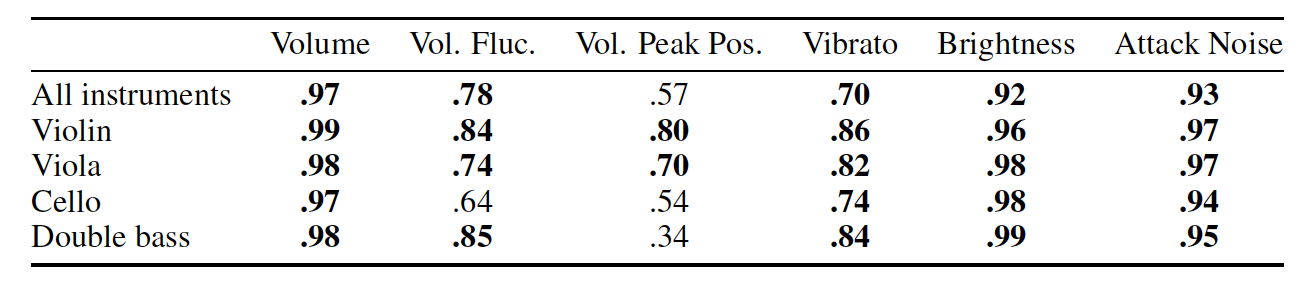 Volume Vol. Fluc. Vol. Peak Pos. Vibrato Brightness Attack Noise
All instruments .97 .78 .57 .70 .92 .93
Violin .99 .84 .80 .86 .96 .97
Viola .98 .74 .70 .82 .98 .97
Cello .97 .64 .54 .74 .98 .94
Double bass .98 .85 .34 .84 .99 .95